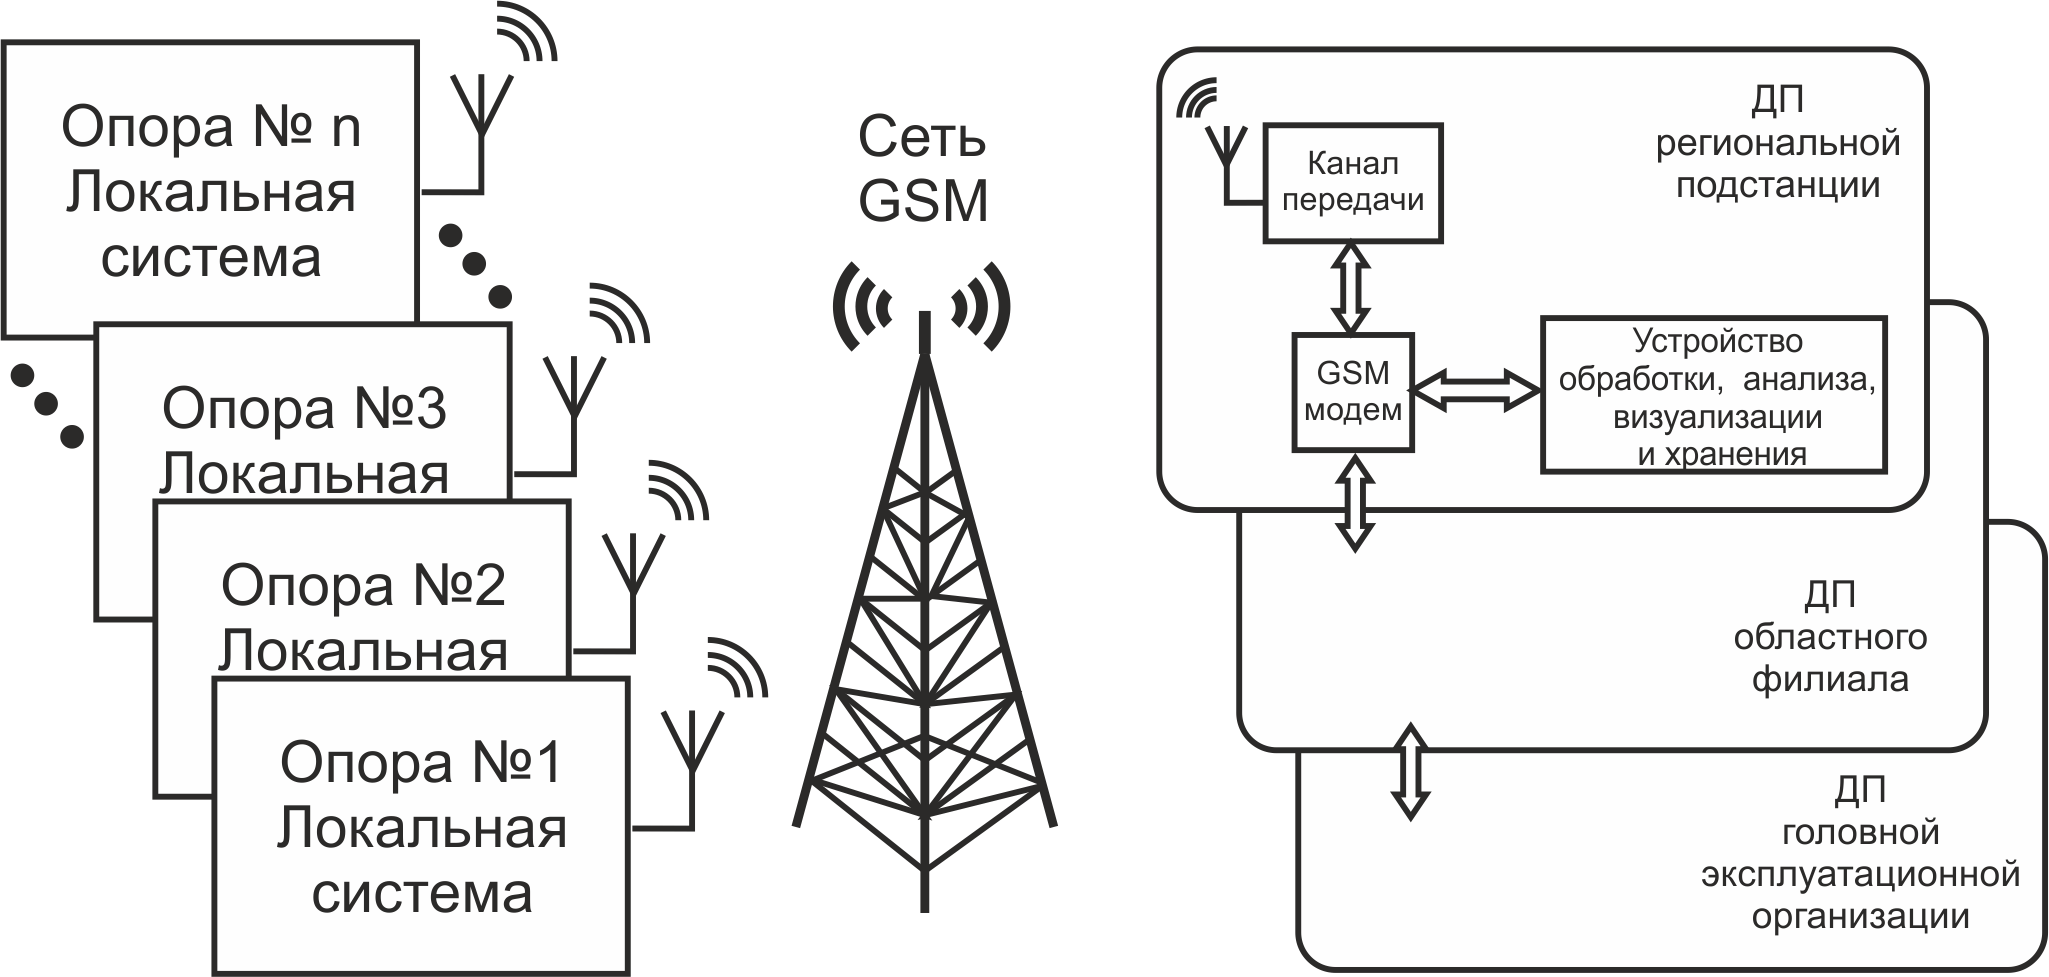 Опора № n
Локальная
система
Опора №3
Локальная
Опора №2
Локальная
Опора №1
Локальная
система
Сеть
GSM
ДП
региональной
подстанции
Канал
передачи
GSM
модем
Устройство
обработки, анализа,
визуализации
и хранения
ДП
областного
филиала
ДП
головной
эксплуатационной
организации